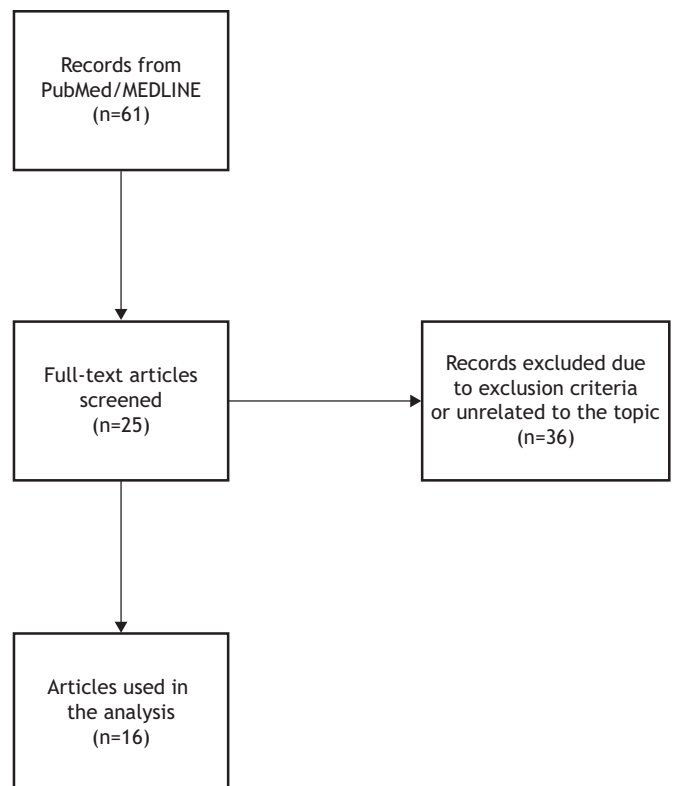 Records from
PubMed/MEDLINE
(n=61)
Full-text articles
screened
(n=25)
Records excluded due
to exclusion criteria
or unrelated to the topic
(n=36)
Articles used in
the analysis
(n=16)